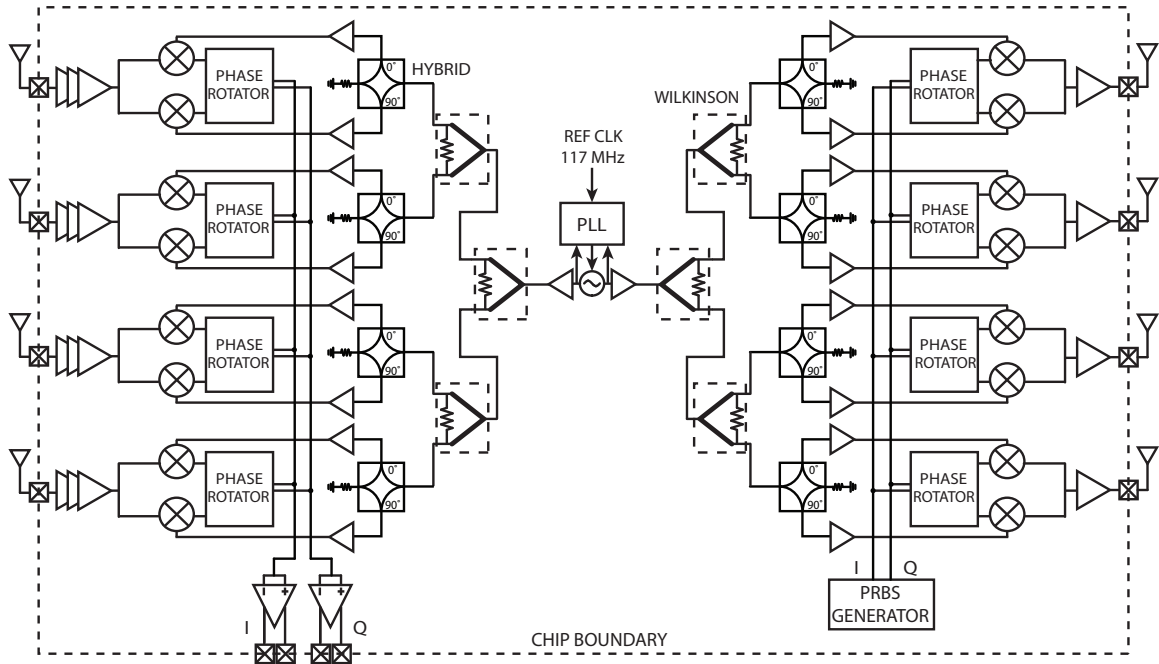 0°
90°
HYBRID
PHASE
ROTATOR
WILKINSON
0°
90°
PHASE
ROTATOR
REF CLK
117 MHz
0°
90°
PHASE
ROTATOR
0°
90°
PHASE
ROTATOR
PLL
0°
90°
PHASE
ROTATOR
0°
90°
PHASE
ROTATOR
0°
90°
PHASE
ROTATOR
0°
90°
PHASE
ROTATOR
I Q
PRBS
GENERATOR
- + - +
I Q
CHIP BOUNDARY